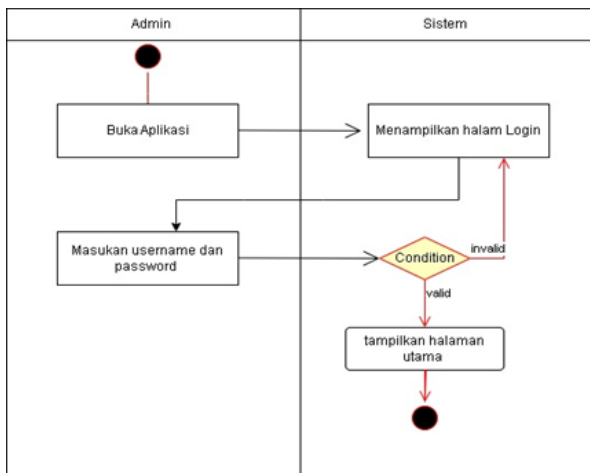 Admin
Sistem
Buka Aplikasi
Menampilkan halam Login
Masukan username dan
password
Condition
invalid
valid
tampilkan halaman
utama